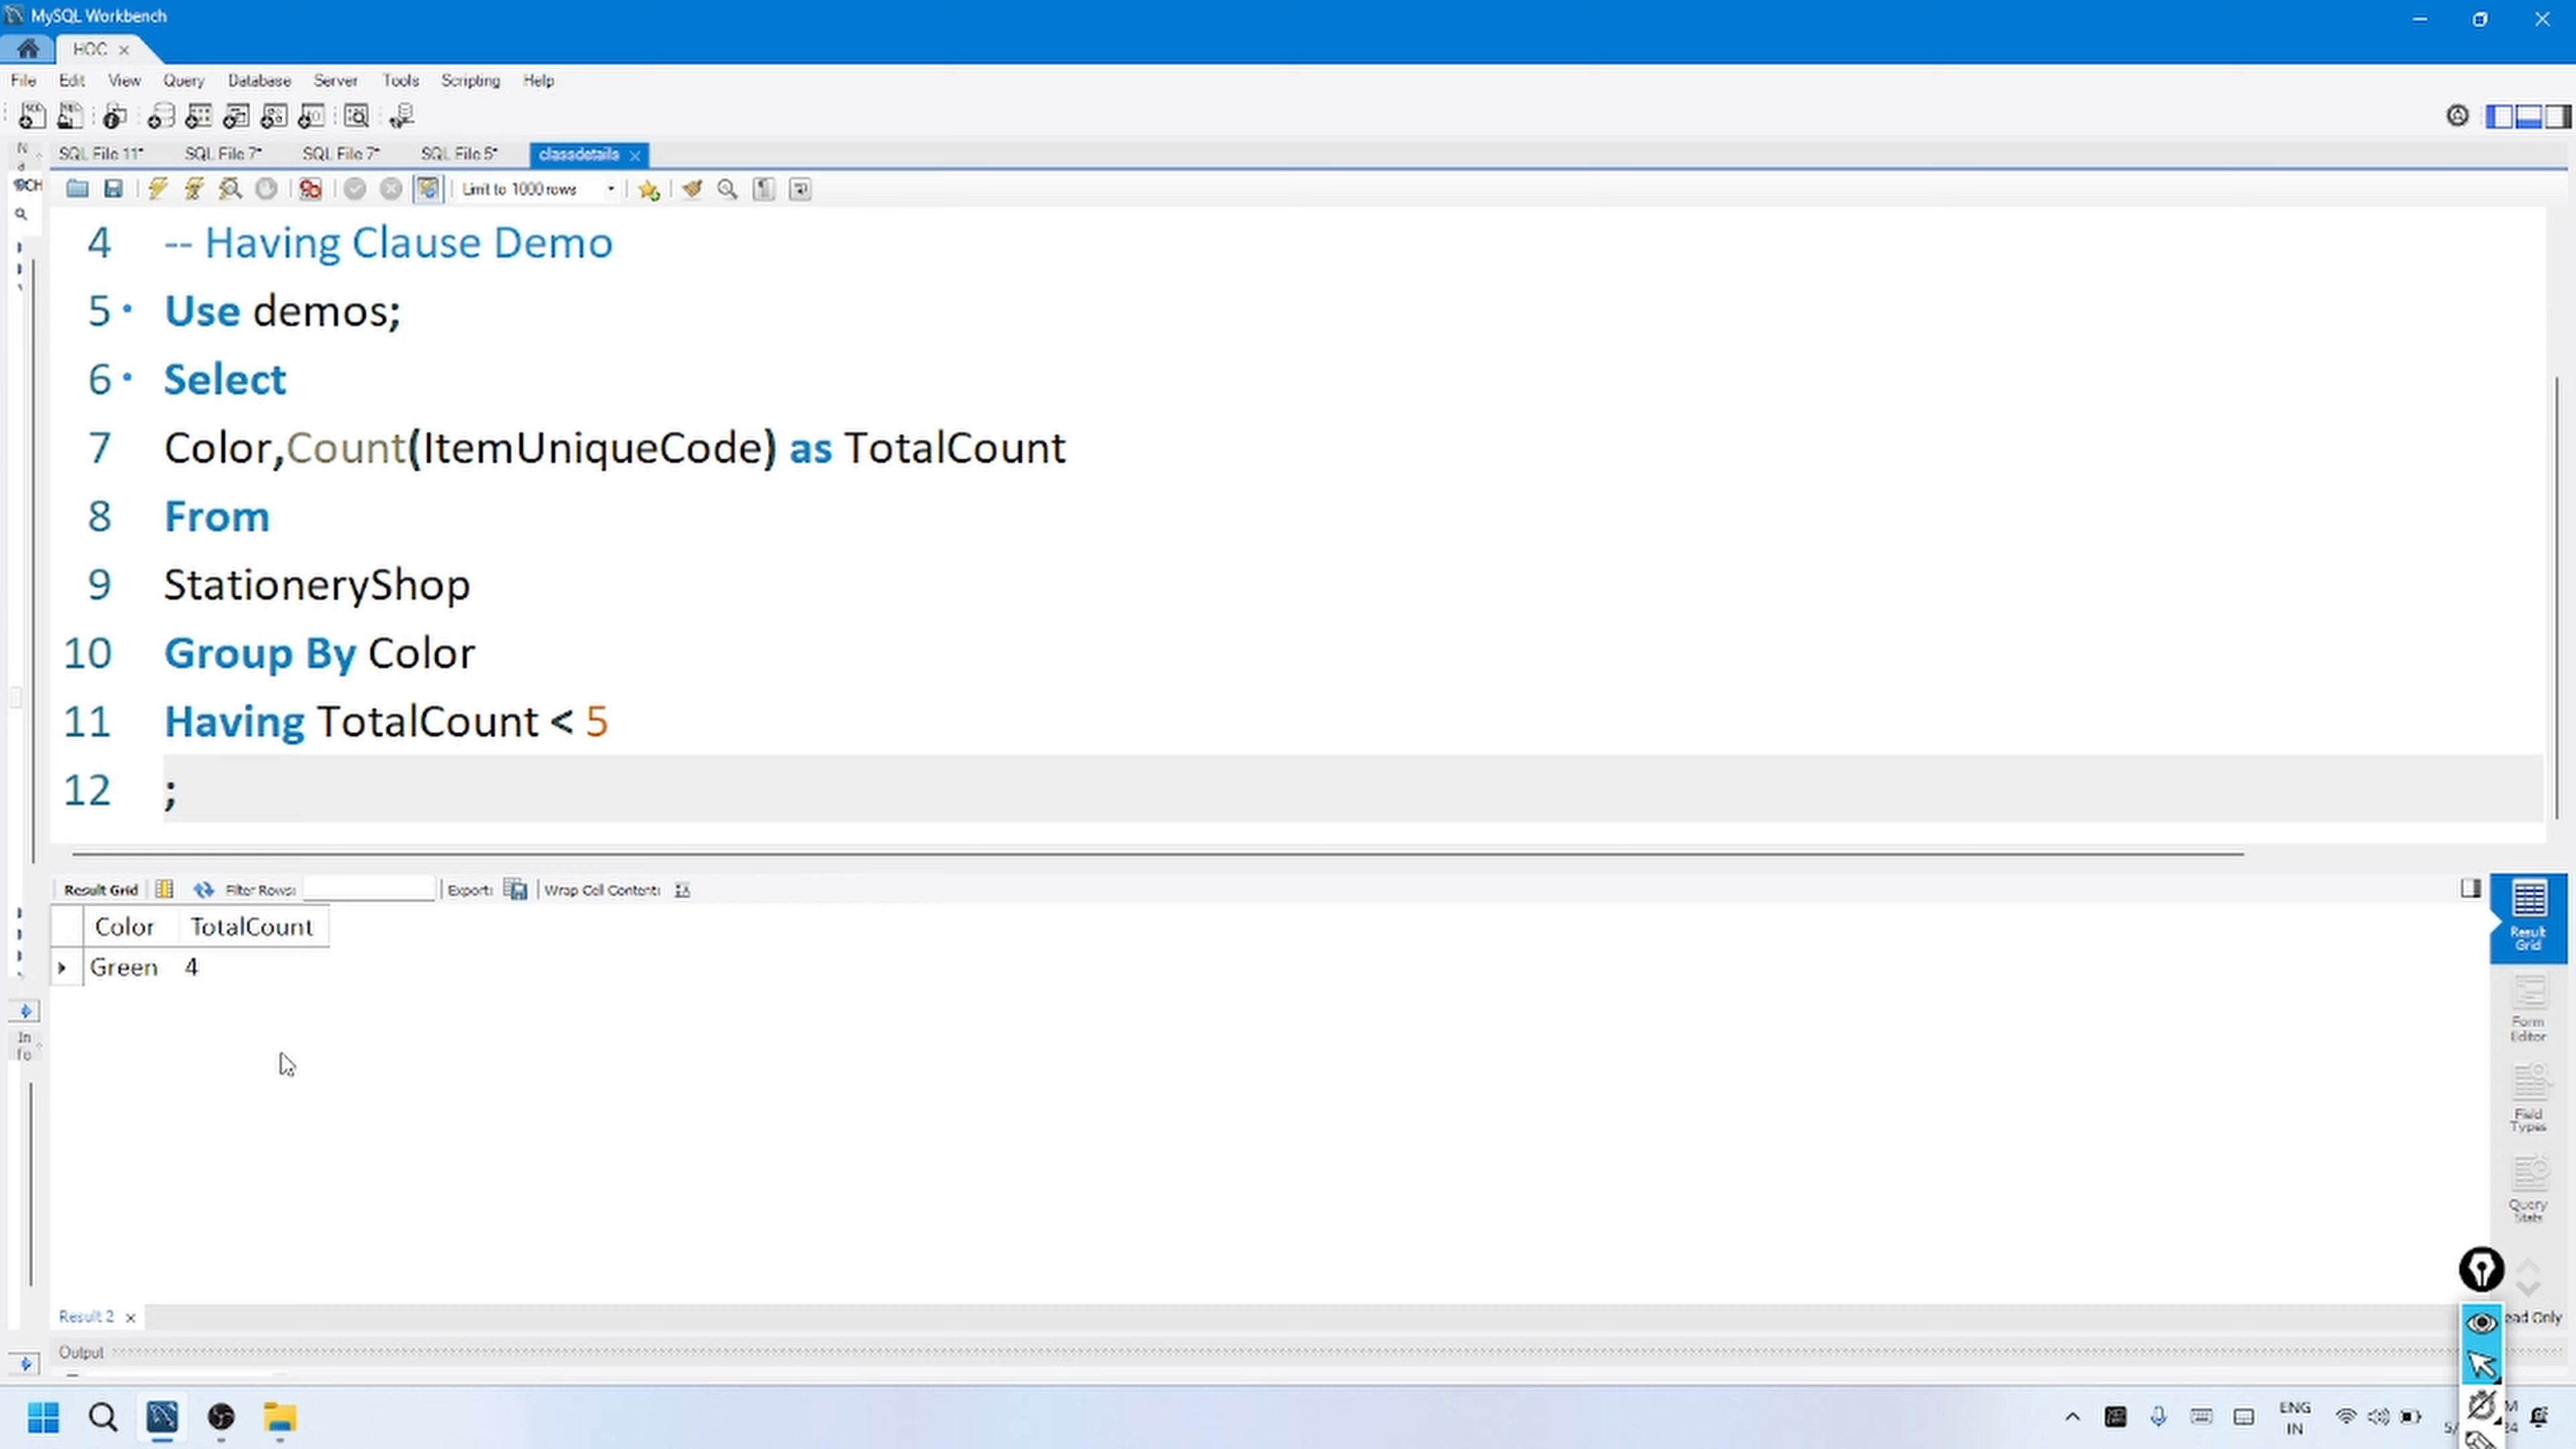 MySQL Workbench
HOC
File Edit View Query Database Server Tools Scripting Help
SQL File 11* SQL File 7* SQL File 7* SQL File 5* classdetails
Limit to 1000 rows
4 -- Having Clause Demo
5 Use demos;
6 Select
7 Color,Count(ItemUniqueCode) as TotalCount
8 From
9 StationeryShop
10 Group By Color
11 Having TotalCount < 5
12 ;
Result Grid Filter Rows: Export: Wrap Cell Content:
Color TotalCount
Green 4
Result Grid
Form Editor
Field Types
Query Stats
Result 2
ead Only
Output
ENG
IN